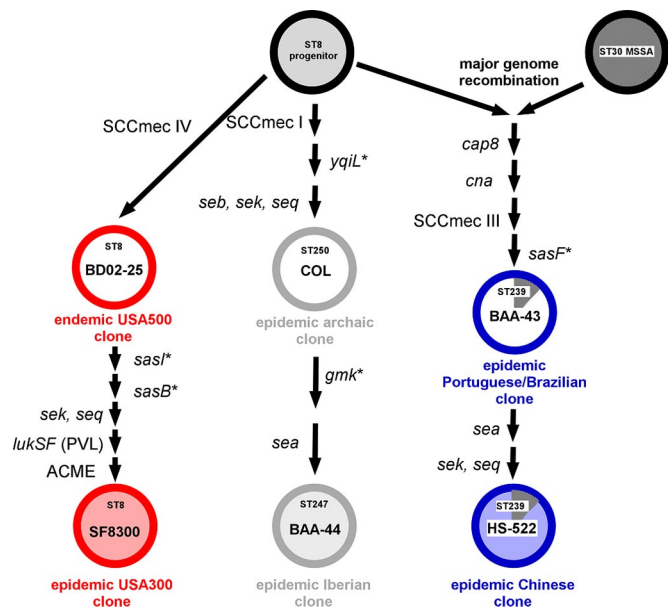 ST8
progenitor
ST30 MSSA
major genome
recombination
SCCmec IV
SCCmec I
yqiL*
seb, sek, seq
cap8
cna
SCCmec III
sasF*
ST8
BD02-25
endemic USA500
clone
ST250
COL
epidemic archaic
clone
ST239
BAA-43
epidemic
Portuguese/Brazilian
clone
sasI*
sasB*
sek, seq
lukSF (PVL)
ACME
gmk*
sea
sea
sek, seq
ST8
SF8300
epidemic USA300
clone
ST247
BAA-44
epidemic Iberian
clone
ST239
HS-522
epidemic Chinese
clone